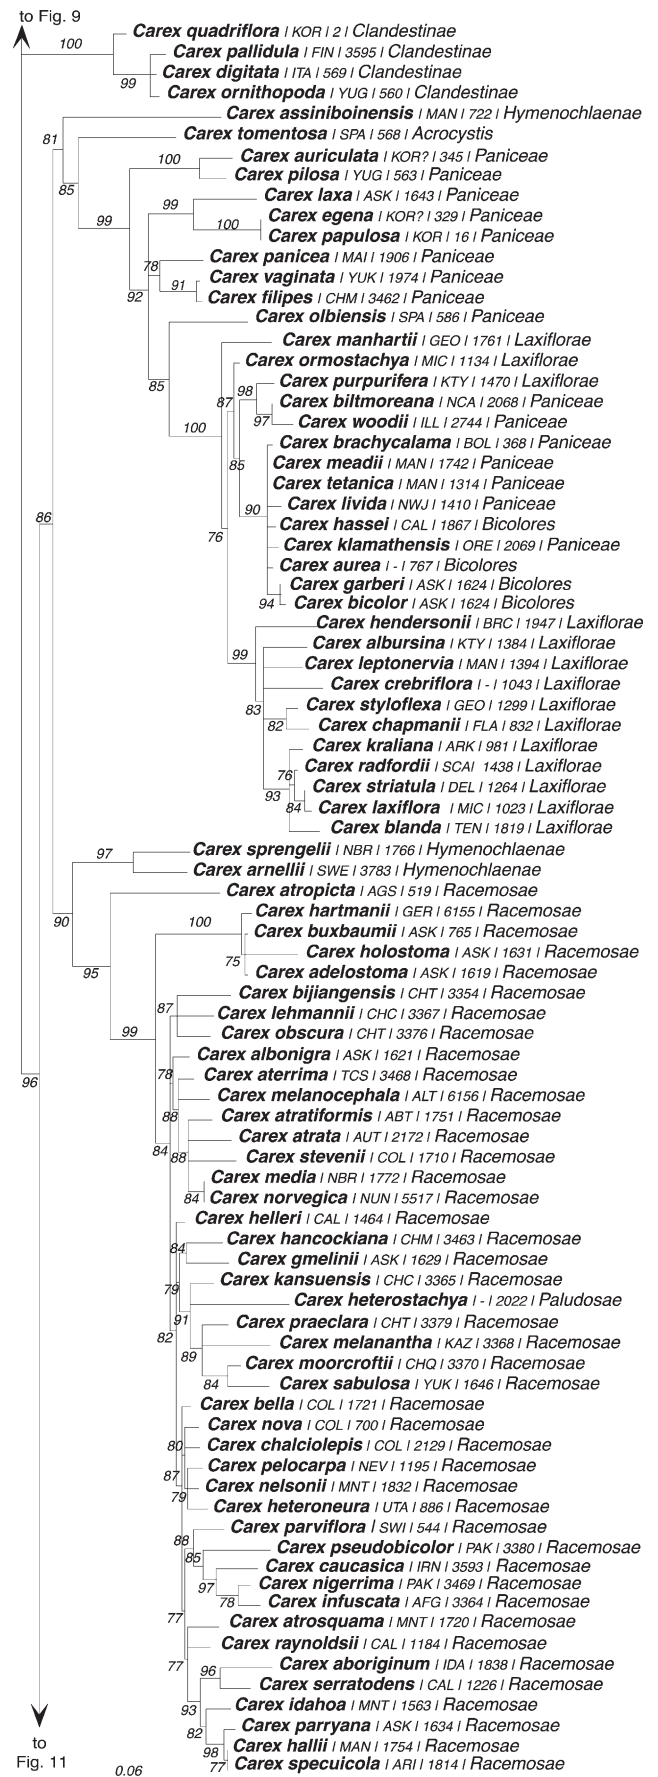 to Fig. 9
Carex quadriflora | KOR | 2 | Clandestinae
100
Carex pallidula | FIN | 3595 | Clandestinae
Carex digitata | ITA | 569 | Clandestinae
99
Carex ornithopoda | YUG | 560 | Clandestinae
Carex assiniboinensis | MAN | 722 | Hymenochlaenae
81
Carex tomentosa | SPA | 568 | Acrocystis
Carex auriculata | KOR? | 345 | Paniceae
100
Carex pilosa | YUG | 563 | Paniceae
85
Carex laxa | ASK | 1643 | Paniceae
99
Carex egena | KOR? | 329 | Paniceae
99
100
Carex papulosa | KOR | 16 | Paniceae
Carex panicea | MAI | 1906 | Paniceae
78
Carex vaginata | YUK | 1974 | Paniceae
91
Carex filipes | CHM | 3462 | Paniceae
92
Carex olbiensis | SPA | 586 | Paniceae
Carex manhartii | GEO | 1761 | Laxiflorae
Carex ormostachya | MIC | 1134 | Laxiflorae
85
Carex purpurifera | KTY | 1470 | Laxiflorae
98
87
Carex biltmoreana | NCA | 2068 | Paniceae
97
Carex woodii | ILL | 2744 | Paniceae
100
Carex brachycalama | BOL | 368 | Paniceae
85
Carex meadii | MAN | 1742 | Paniceae
Carex tetanica | MAN | 1314 | Paniceae
Carex livida | NWJ | 1410 | Paniceae
90
86
Carex hassei | CAL | 1867 | Bicolores
76
Carex klamathensis | ORE | 2069 | Paniceae
Carex aurea | - | 767 | Bicolores
Carex garberi | ASK | 1624 | Bicolores
94
Carex bicolor | ASK | 1624 | Bicolores
Carex hendersonii | BRC | 1947 | Laxiflorae
Carex albursina | KTY | 1384 | Laxiflorae
99
Carex leptonervia | MAN | 1394 | Laxiflorae
Carex crebriflora | - | 1043 | Laxiflorae
83
Carex styloflexa | GEO | 1299 | Laxiflorae
82
Carex chapmanii | FLA | 832 | Laxiflorae
Carex kraliana | ARK | 981 | Laxiflorae
76
Carex radfordii | SCA| 1438 | Laxiflorae
93
Carex striatula | DEL | 1264 | Laxiflorae
84
Carex laxiflora | MIC | 1023 | Laxiflorae
Carex blanda | TEN | 1819 | Laxiflorae
97
Carex sprengelii | NBR | 1766 | Hymenochlaenae
Carex arnellii | SWE | 3783 | Hymenochlaenae
Carex atropicta | AGS | 519 | Racemosae
90
Carex hartmanii | GER | 6155 | Racemosae
100
Carex buxbaumii | ASK | 765 | Racemosae
Carex holostoma | ASK | 1631 | Racemosae
75
95
Carex adelostoma | ASK | 1619 | Racemosae
Carex bijiangensis | CHT | 3354 | Racemosae
87
Carex lehmannii | CHC | 3367 | Racemosae
99
Carex obscura | CHT | 3376 | Racemosae
Carex albonigra | ASK | 1621 | Racemosae
78
Carex aterrima | TCS | 3468 | Racemosae
96
Carex melanocephala | ALT | 6156 | Racemosae
88
Carex atratiformis | ABT | 1751 | Racemosae
Carex atrata | AUT | 2172 | Racemosae
84
88
Carex stevenii | COL | 1710 | Racemosae
Carex media | NBR | 1772 | Racemosae
84
Carex norvegica | NUN | 5517 | Racemosae
Carex helleri | CAL | 1464 | Racemosae
Carex hancockiana | CHM | 3463 | Racemosae
84
Carex gmelinii | ASK | 1629 | Racemosae
Carex kansuensis | CHC | 3365 | Racemosae
79
Carex heterostachya | - | 2022 | Paludosae
91
Carex praeclara | CHT | 3379 | Racemosae
82
Carex melanantha | KAZ | 3368 | Racemosae
89
Carex moorcroftii | CHQ | 3370 | Racemosae
84
Carex sabulosa | YUK | 1646 | Racemosae
Carex bella | COL | 1721 | Racemosae
Carex nova | COL | 700 | Racemosae
80
Carex chalciolepis | COL | 2129 | Racemosae
Carex pelocarpa | NEV | 1195 | Racemosae
87
Carex nelsonii | MNT | 1832 | Racemosae
79
Carex heteroneura | UTA | 886 | Racemosae
Carex parviflora | SWI | 544 | Racemosae
88
Carex pseudobicolor | PAK | 3380 | Racemosae
85
Carex caucasica | IRN | 3593 | Racemosae
97
Carex nigerrima | PAK | 3469 | Racemosae
78
Carex infuscata | AFG | 3364 | Racemosae
77
Carex atrosquama | MNT | 1720 | Racemosae
Carex raynoldsii | CAL | 1184 | Racemosae
77
Carex aboriginum | IDA | 1838 | Racemosae
96
Carex serratodens | CAL | 1226 | Racemosae
93
Carex idahoa | MNT | 1563 | Racemosae
Carex parryana | ASK | 1634 | Racemosae
82
Carex hallii | MAN | 1754 | Racemosae
98
Carex specuicola | ARI | 1814 | Racemosae
77
to
Fig. 11
0.06